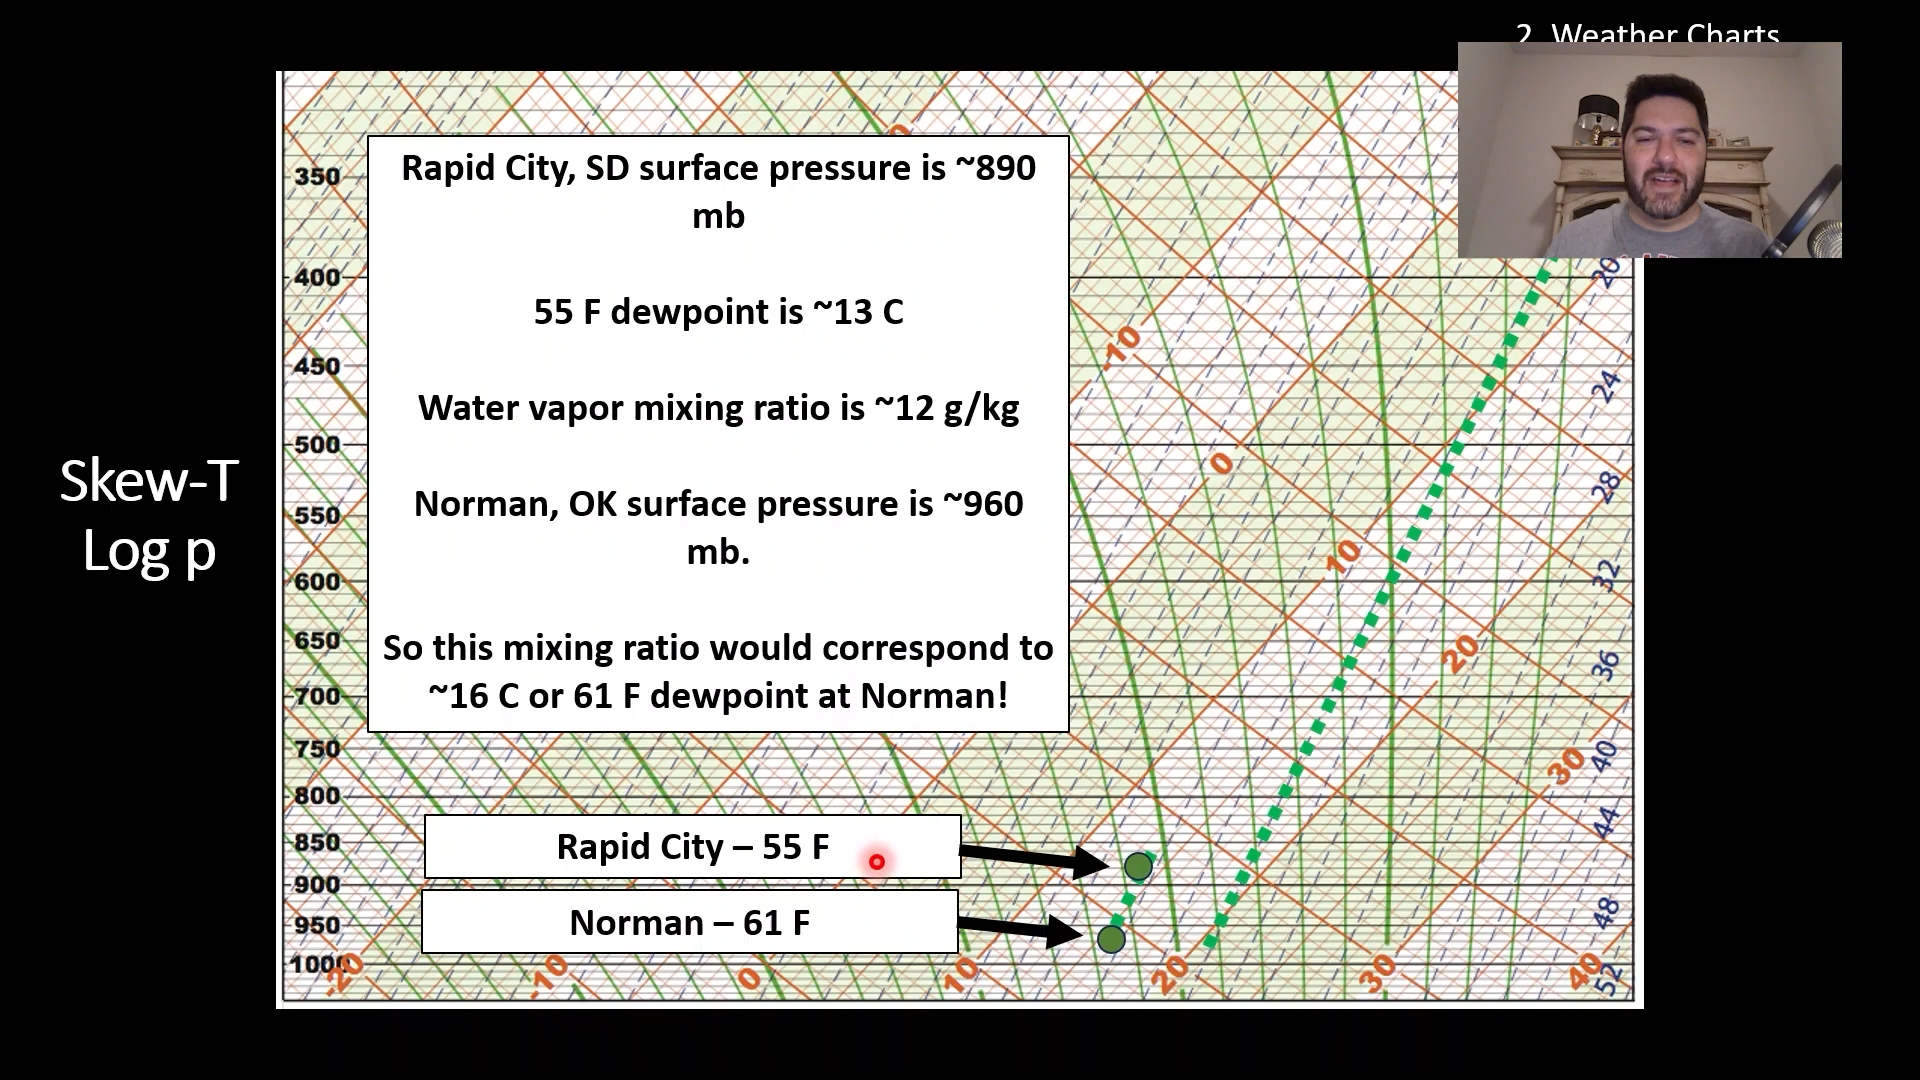 2. Weather Charts
Skew-T
Log p
Rapid City, SD surface pressure is ~890
mb
55 F dewpoint is ~13 C
Water vapor mixing ratio is ~12 g/kg
Norman, OK surface pressure is ~960
mb.
So this mixing ratio would correspond to
~16 C or 61 F dewpoint at Norman!
Rapid City – 55 F
Norman – 61 F
350
400
450
500
550
600
650
700
750
800
850
900
950
1000
-20
-10
0
10
20
30
40
-10
0
10
20
30
20
24
28
32
36
40
44
48
52